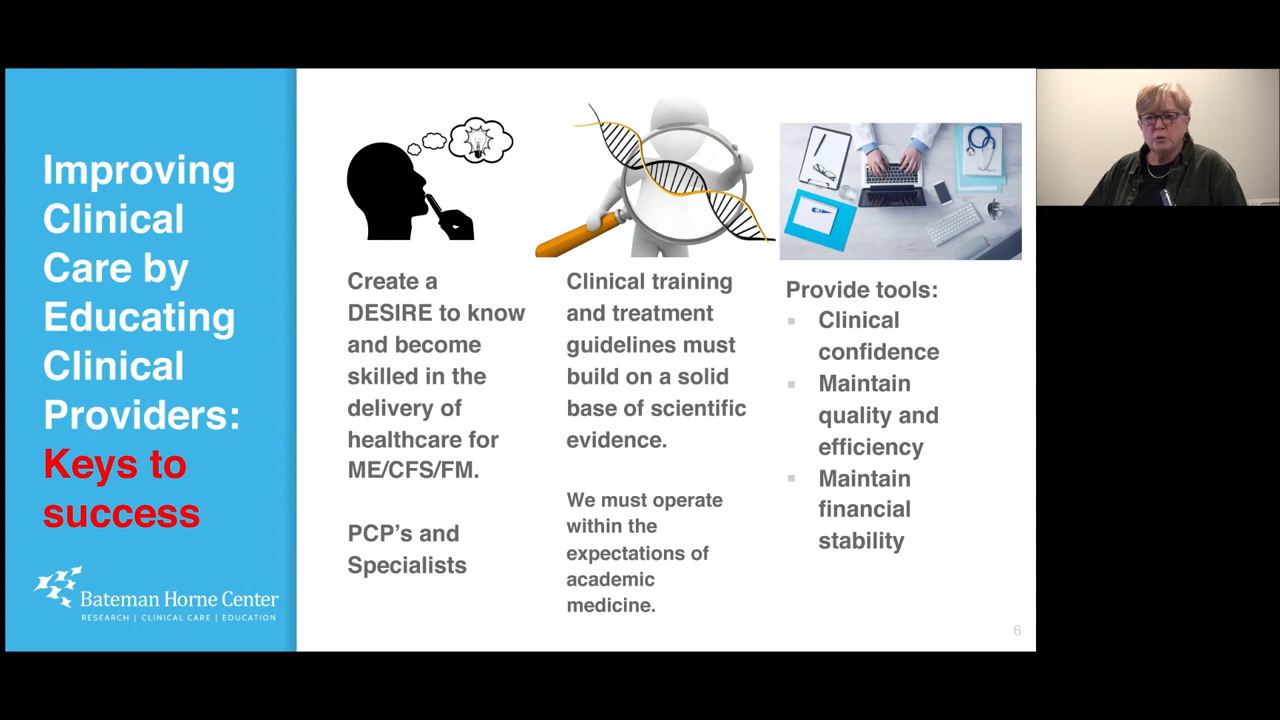 Improving
Clinical
Care by
Educating
Clinical
Providers:
Keys to
success
Bateman Horne Center
RESEARCH | CLINICAL CARE | EDUCATION
Create a
DESIRE to know
and become
skilled in the
delivery of
healthcare for
ME/CFS/FM.
PCP’s and
Specialists
Clinical training
and treatment
guidelines must
build on a solid
base of scientific
evidence.
We must operate
within the
expectations of
academic
medicine.
Provide tools:
Clinical
confidence
Maintain
quality and
efficiency
Maintain
financial
stability
6